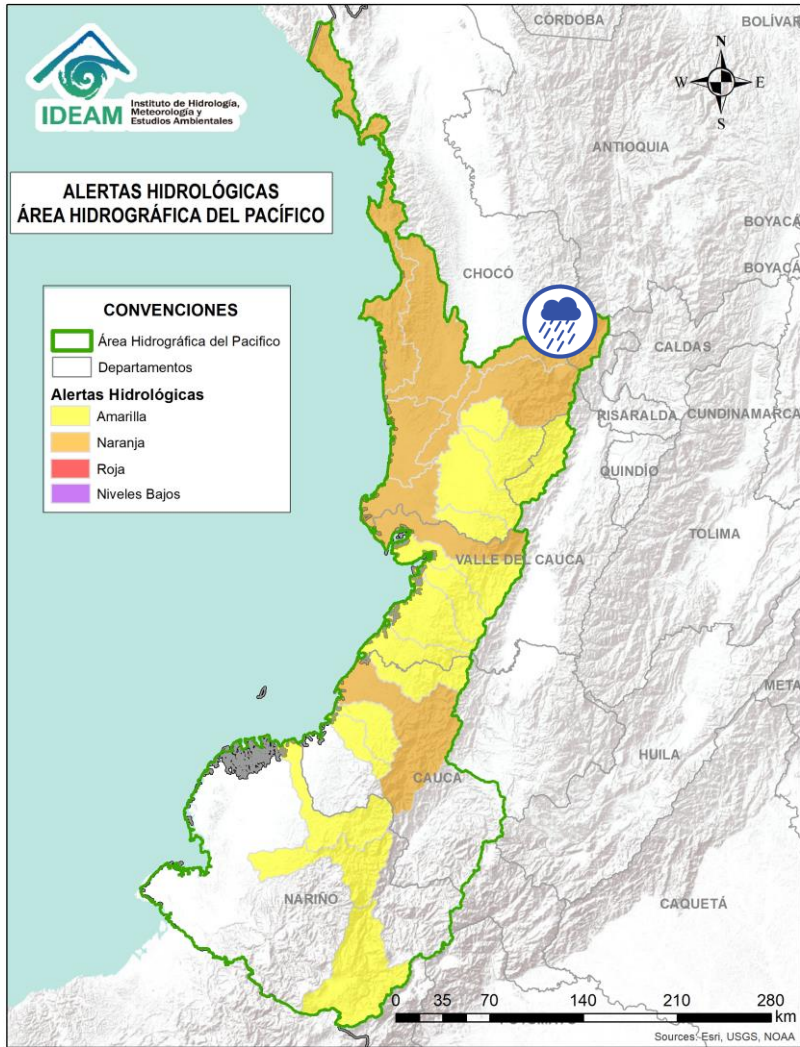 CÓRDOBA
BOLÍVAR
N
W
E
S
IDEAM
Instituto de Hidrología,
Meteorología y
Estudios Ambientales
ANTIOQUIA
ALERTAS HIDROLÓGICAS
ÁREA HIDROGRÁFICA DEL PACÍFICO
BOYACÁ
CHOCÓ
BOYACÁ
CONVENCIONES
Área Hidrográfica del Pacifico
Departamentos
Alertas Hidrológicas
Amarilla
Naranja
Roja
Niveles Bajos
CALDAS
RISARALDA
CUNDINAMARCA
QUINDÍO
TOLIMA
VALLE DEL CAUCA
META
HUILA
CAUCA
NARIÑO
CAQUETÁ
0 35 70 140 210 280
km
Sources: Esri, USGS, NOAA